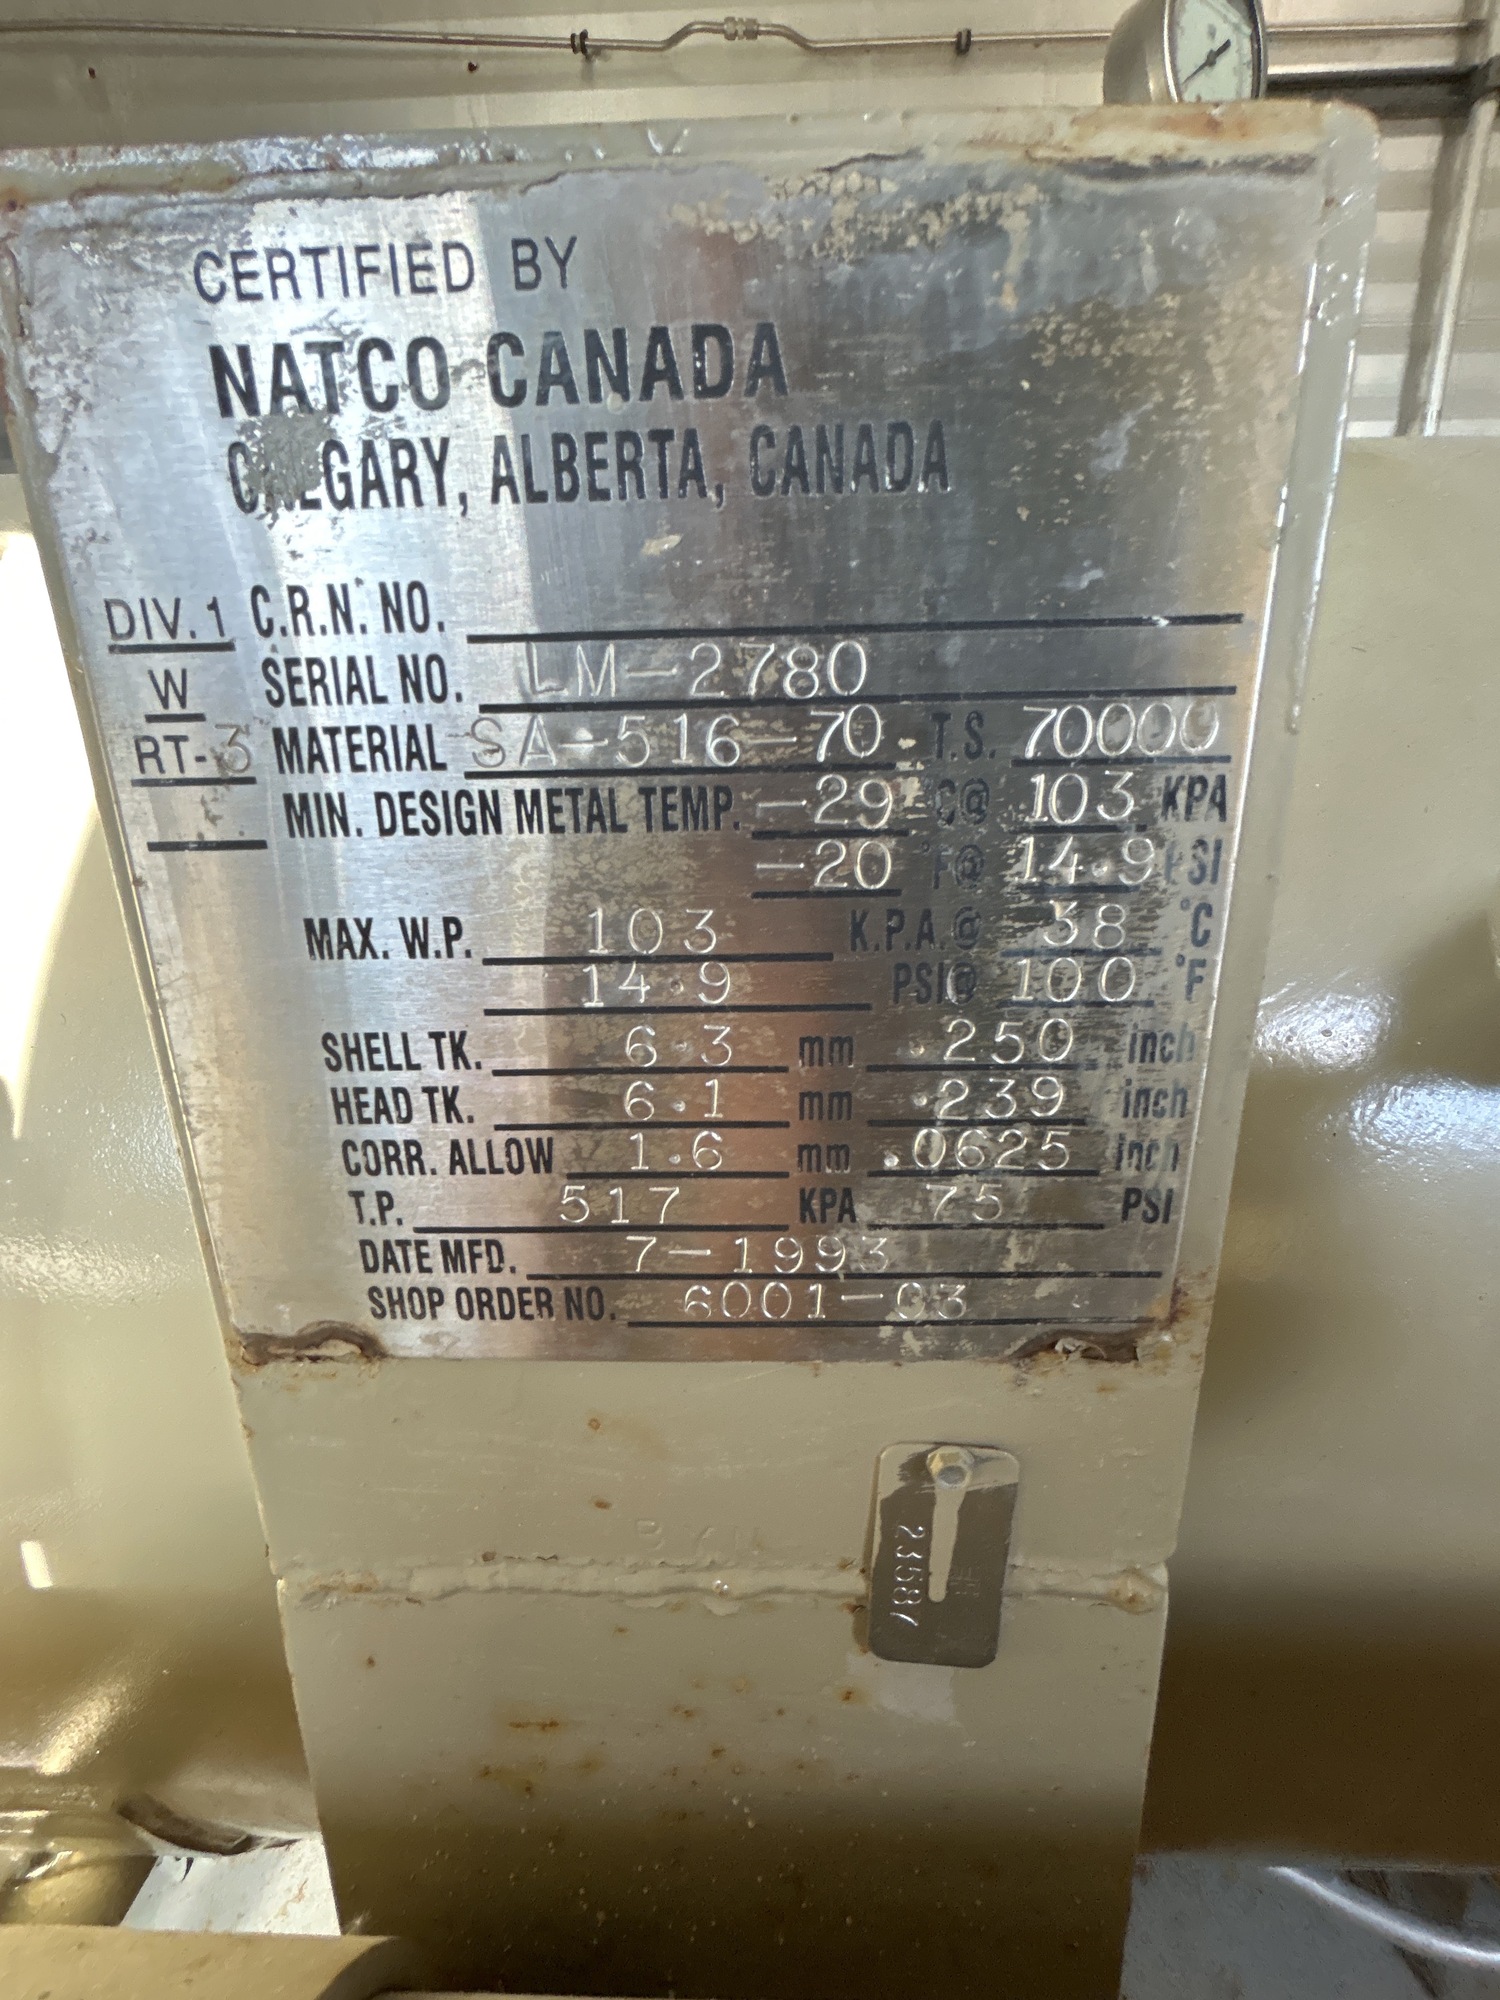 CERTIFIED BY
NATCO CANADA
CALGARY, ALBERTA, CANADA
DIV. 1 C.R.N. NO.
W SERIAL NO. LM-2780
RT-3 MATERIAL SA-516-70 T.S. 70000
MIN. DESIGN METAL TEMP. -29 °C@ 103 KPA
-20 °F@ 14.9 PSI
MAX. W.P. 103 K.P.A.@ 38 °C
14.9 PSI@ 100 °F
SHELL TK. 6.3 mm .250 inch
HEAD TK. 6.1 mm .239 inch
CORR. ALLOW 1.6 mm .0625 inch
T.P. 517 KPA 75 PSI
DATE MFD. 7-1993
SHOP ORDER NO. 6001-03
23587